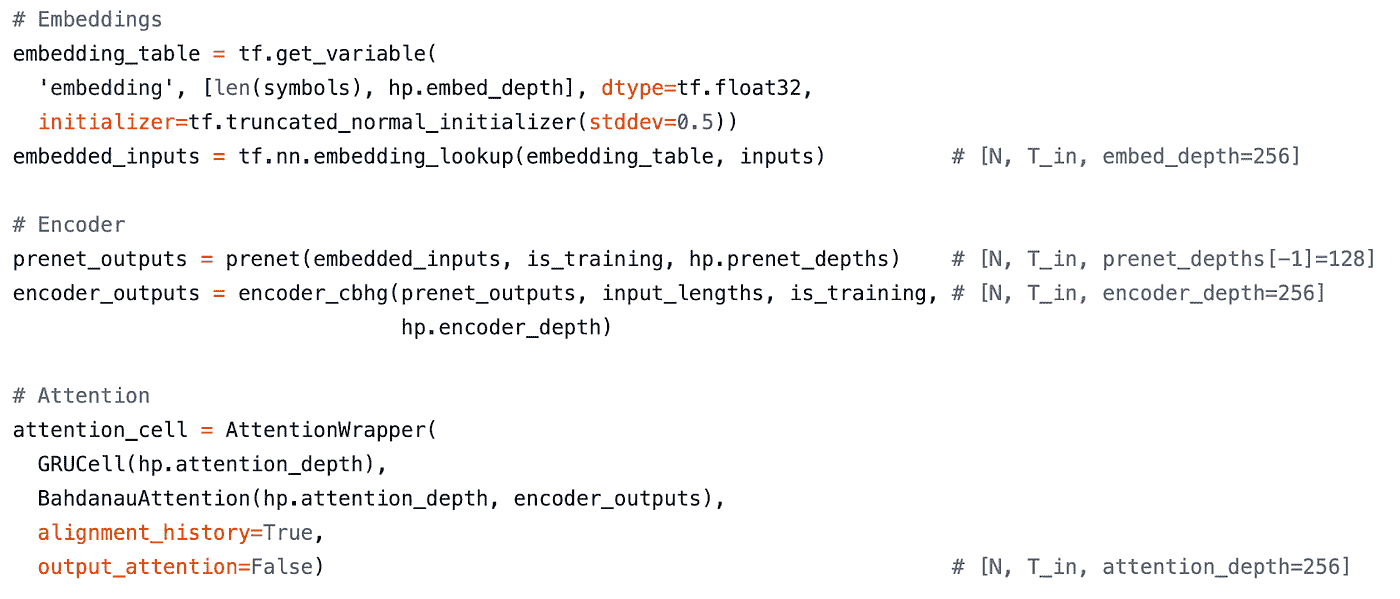 # Embeddings
embedding_table = tf.get_variable(
  'embedding', [len(symbols), hp.embed_depth], dtype=tf.float32,
  initializer=tf.truncated_normal_initializer(stddev=0.5))
embedded_inputs = tf.nn.embedding_lookup(embedding_table, inputs)          # [N, T_in, embed_depth=256]

# Encoder
prenet_outputs = prenet(embedded_inputs, is_training, hp.prenet_depths)    # [N, T_in, prenet_depths[-1]=128]
encoder_outputs = encoder_cbhg(prenet_outputs, input_lengths, is_training, # [N, T_in, encoder_depth=256]
                               hp.encoder_depth)

# Attention
attention_cell = AttentionWrapper(
  GRUCell(hp.attention_depth),
  BahdanauAttention(hp.attention_depth, encoder_outputs),
  alignment_history=True,
  output_attention=False)                                                  # [N, T_in, attention_depth=256]